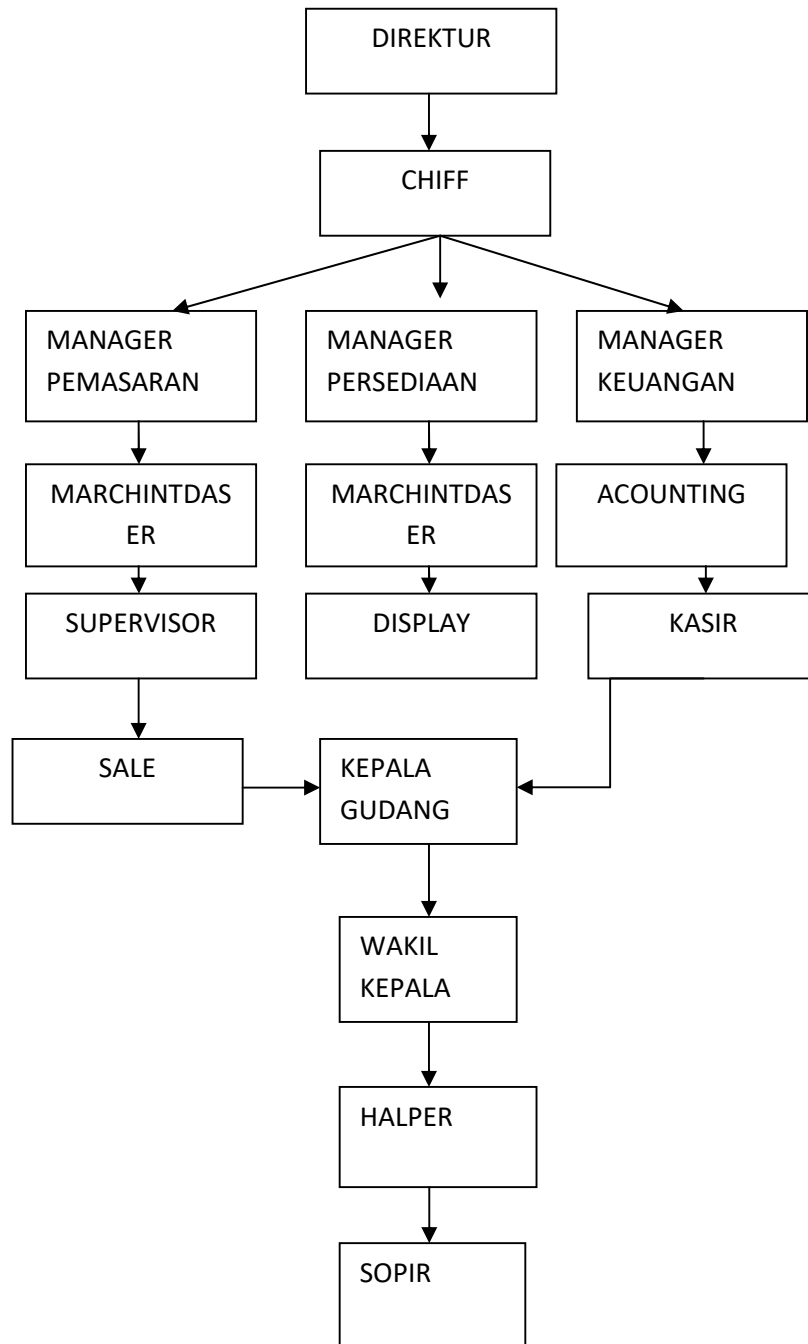 DIREKTUR
CHIFF
MANAGER
PEMASARAN
MANAGER
PERSEDIAAN
MANAGER
KEUANGAN
MARCHINTDAS
ER
MARCHINTDAS
ER
ACOUNTING
SUPERVISOR
DISPLAY
KASIR
SALE
KEPALA
GUDANG
WAKIL
KEPALA
HALPER
SOPIR